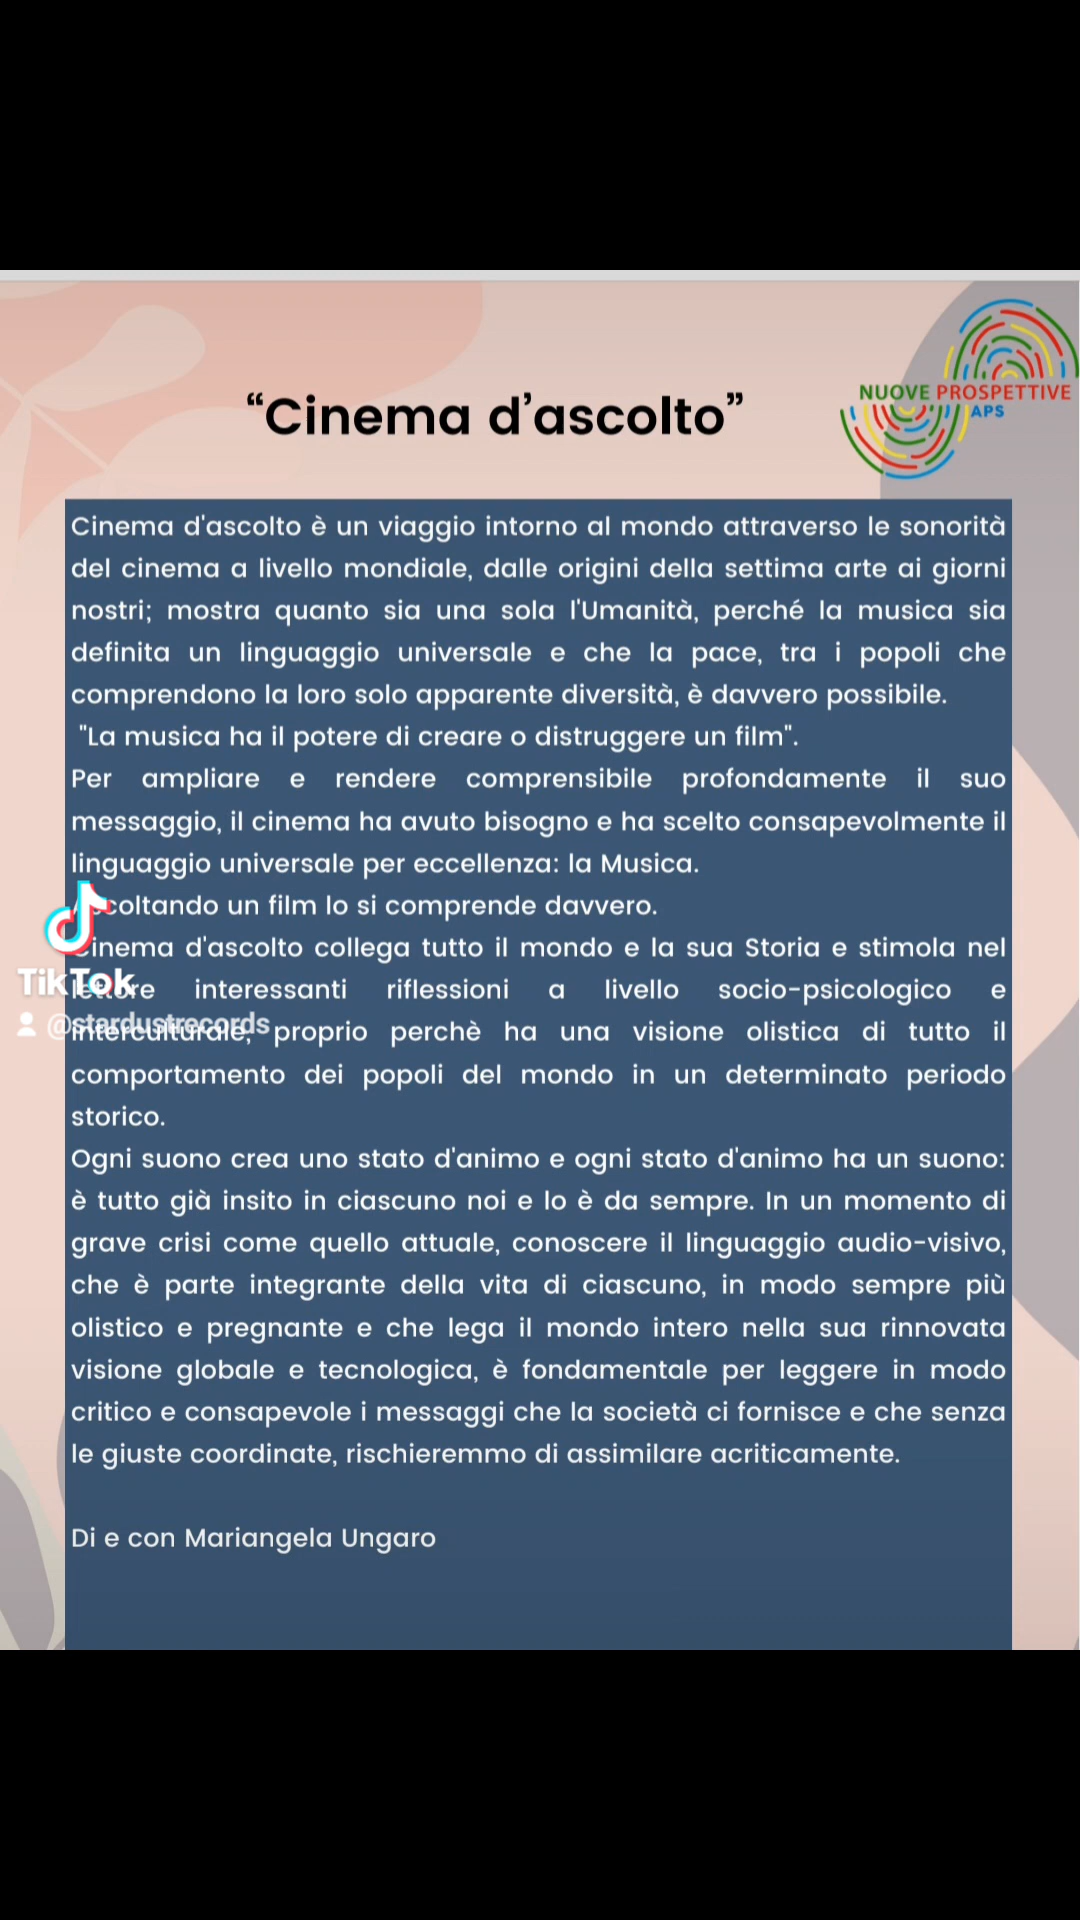 “Cinema d’ascolto”
NUOVE PROSPETTIVE
APS
Cinema d'ascolto è un viaggio intorno al mondo attraverso le sonorità
del cinema a livello mondiale, dalle origini della settima arte ai giorni
nostri; mostra quanto sia una sola l'Umanità, perché la musica sia
definita un linguaggio universale e che la pace, tra i popoli che
comprendono la loro solo apparente diversità, è davvero possibile.
"La musica ha il potere di creare o distruggere un film".
Per ampliare e rendere comprensibile profondamente il suo
messaggio, il cinema ha avuto bisogno e ha scelto consapevolmente il
linguaggio universale per eccellenza: la Musica.
Ascoltando un film lo si comprende davvero.
Cinema d'ascolto collega tutto il mondo e la sua Storia e stimola nel
lettore interessanti riflessioni a livello socio-psicologico e
interculturale, proprio perchè ha una visione olistica di tutto il
comportamento dei popoli del mondo in un determinato periodo
storico.
Ogni suono crea uno stato d'animo e ogni stato d'animo ha un suono:
è tutto già insito in ciascuno noi e lo è da sempre. In un momento di
grave crisi come quello attuale, conoscere il linguaggio audio-visivo,
che è parte integrante della vita di ciascuno, in modo sempre più
olistico e pregnante e che lega il mondo intero nella sua rinnovata
visione globale e tecnologica, è fondamentale per leggere in modo
critico e consapevole i messaggi che la società ci fornisce e che senza
le giuste coordinate, rischieremmo di assimilare acriticamente.
Di e con Mariangela Ungaro
TikTok
@stardustrecords